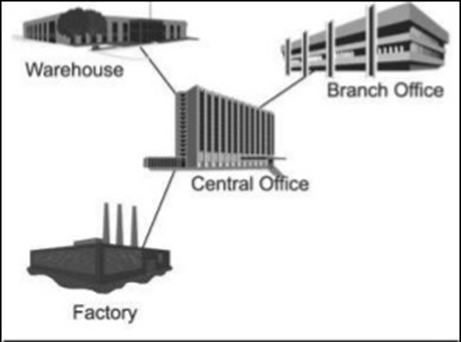 Warehouse
Branch Office
Central Office
Factory